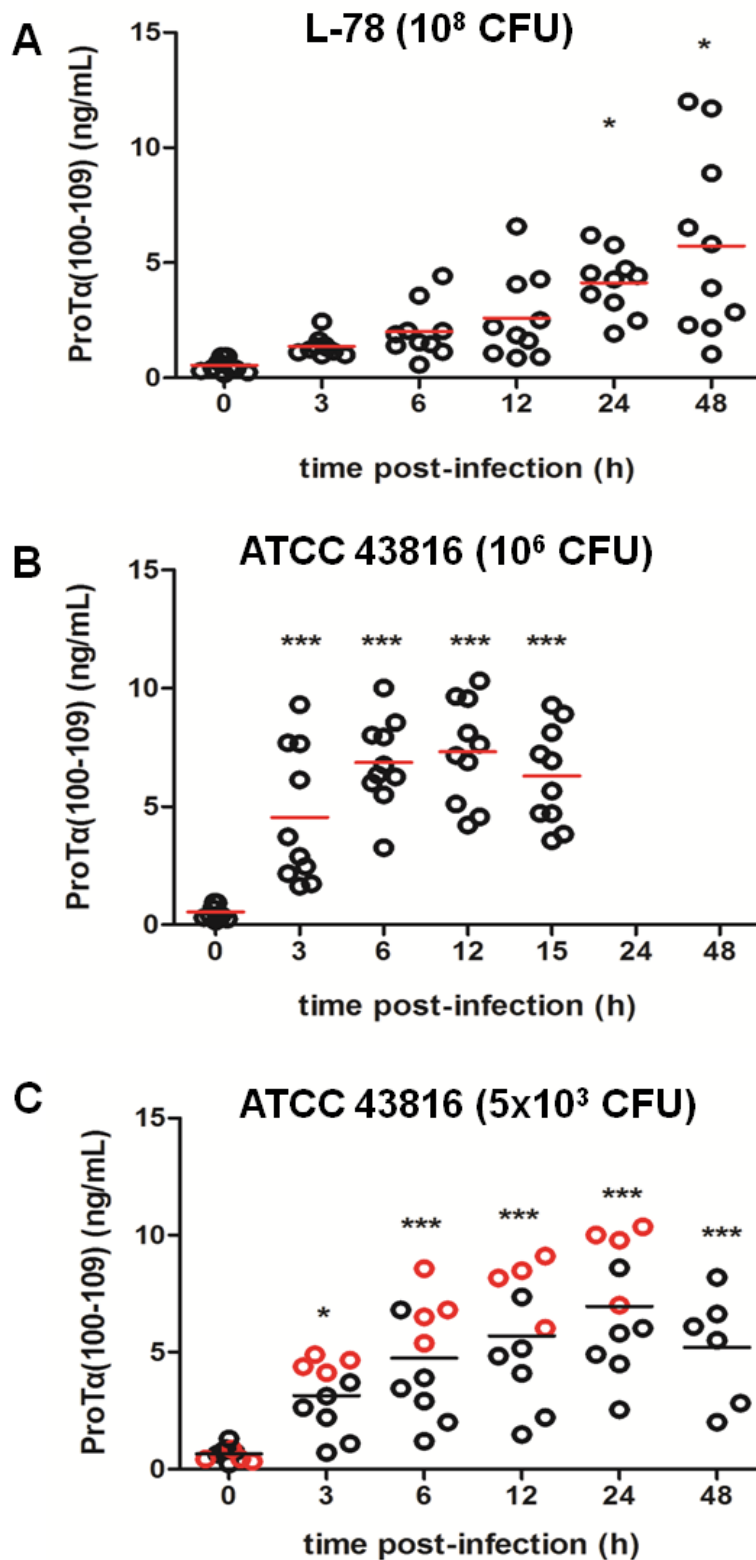 A
L-78 (10⁸ CFU)
ProTα(100-109) (ng/mL)
15
10
5
0
*
*
0 3 6 12 24 48
time post-infection (h)
B
ATCC 43816 (10⁶ CFU)
ProTα(100-109) (ng/mL)
15
10
5
0
*** *** *** ***
0 3 6 12 15 24 48
time post-infection (h)
C
ATCC 43816 (5x10³ CFU)
ProTα(100-109) (ng/mL)
15
10
5
0
* *** *** *** ***
0 3 6 12 24 48
time post-infection (h)